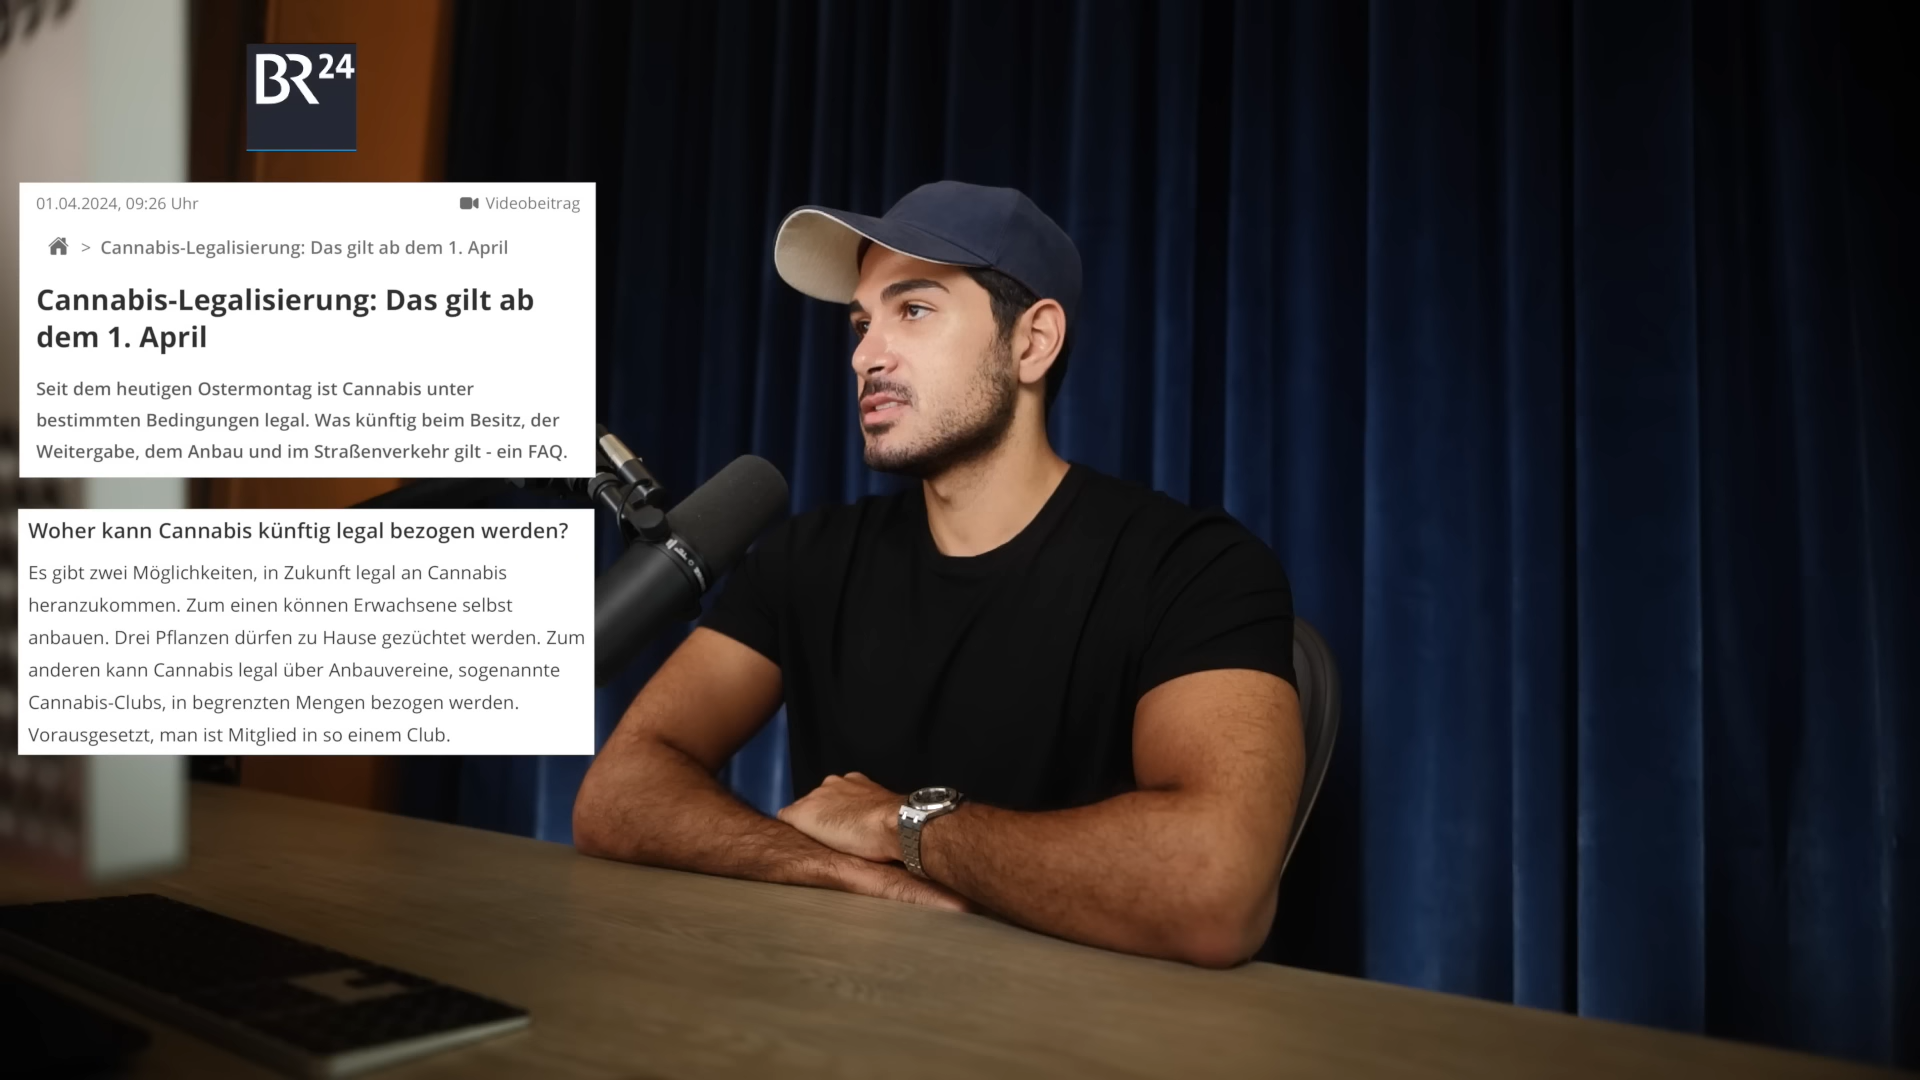 BR24
01.04.2024, 09:26 Uhr
Videobeitrag
> Cannabis-Legalisierung: Das gilt ab dem 1. April
Cannabis-Legalisierung: Das gilt ab
dem 1. April
Seit dem heutigen Ostermontag ist Cannabis unter
bestimmten Bedingungen legal. Was künftig beim Besitz, der
Weitergabe, dem Anbau und im Straßenverkehr gilt - ein FAQ.
Woher kann Cannabis künftig legal bezogen werden?
Es gibt zwei Möglichkeiten, in Zukunft legal an Cannabis
heranzukommen. Zum einen können Erwachsene selbst
anbauen. Drei Pflanzen dürfen zu Hause gezüchtet werden. Zum
anderen kann Cannabis legal über Anbauvereine, sogenannte
Cannabis-Clubs, in begrenzten Mengen bezogen werden.
Vorausgesetzt, man ist Mitglied in so einem Club.